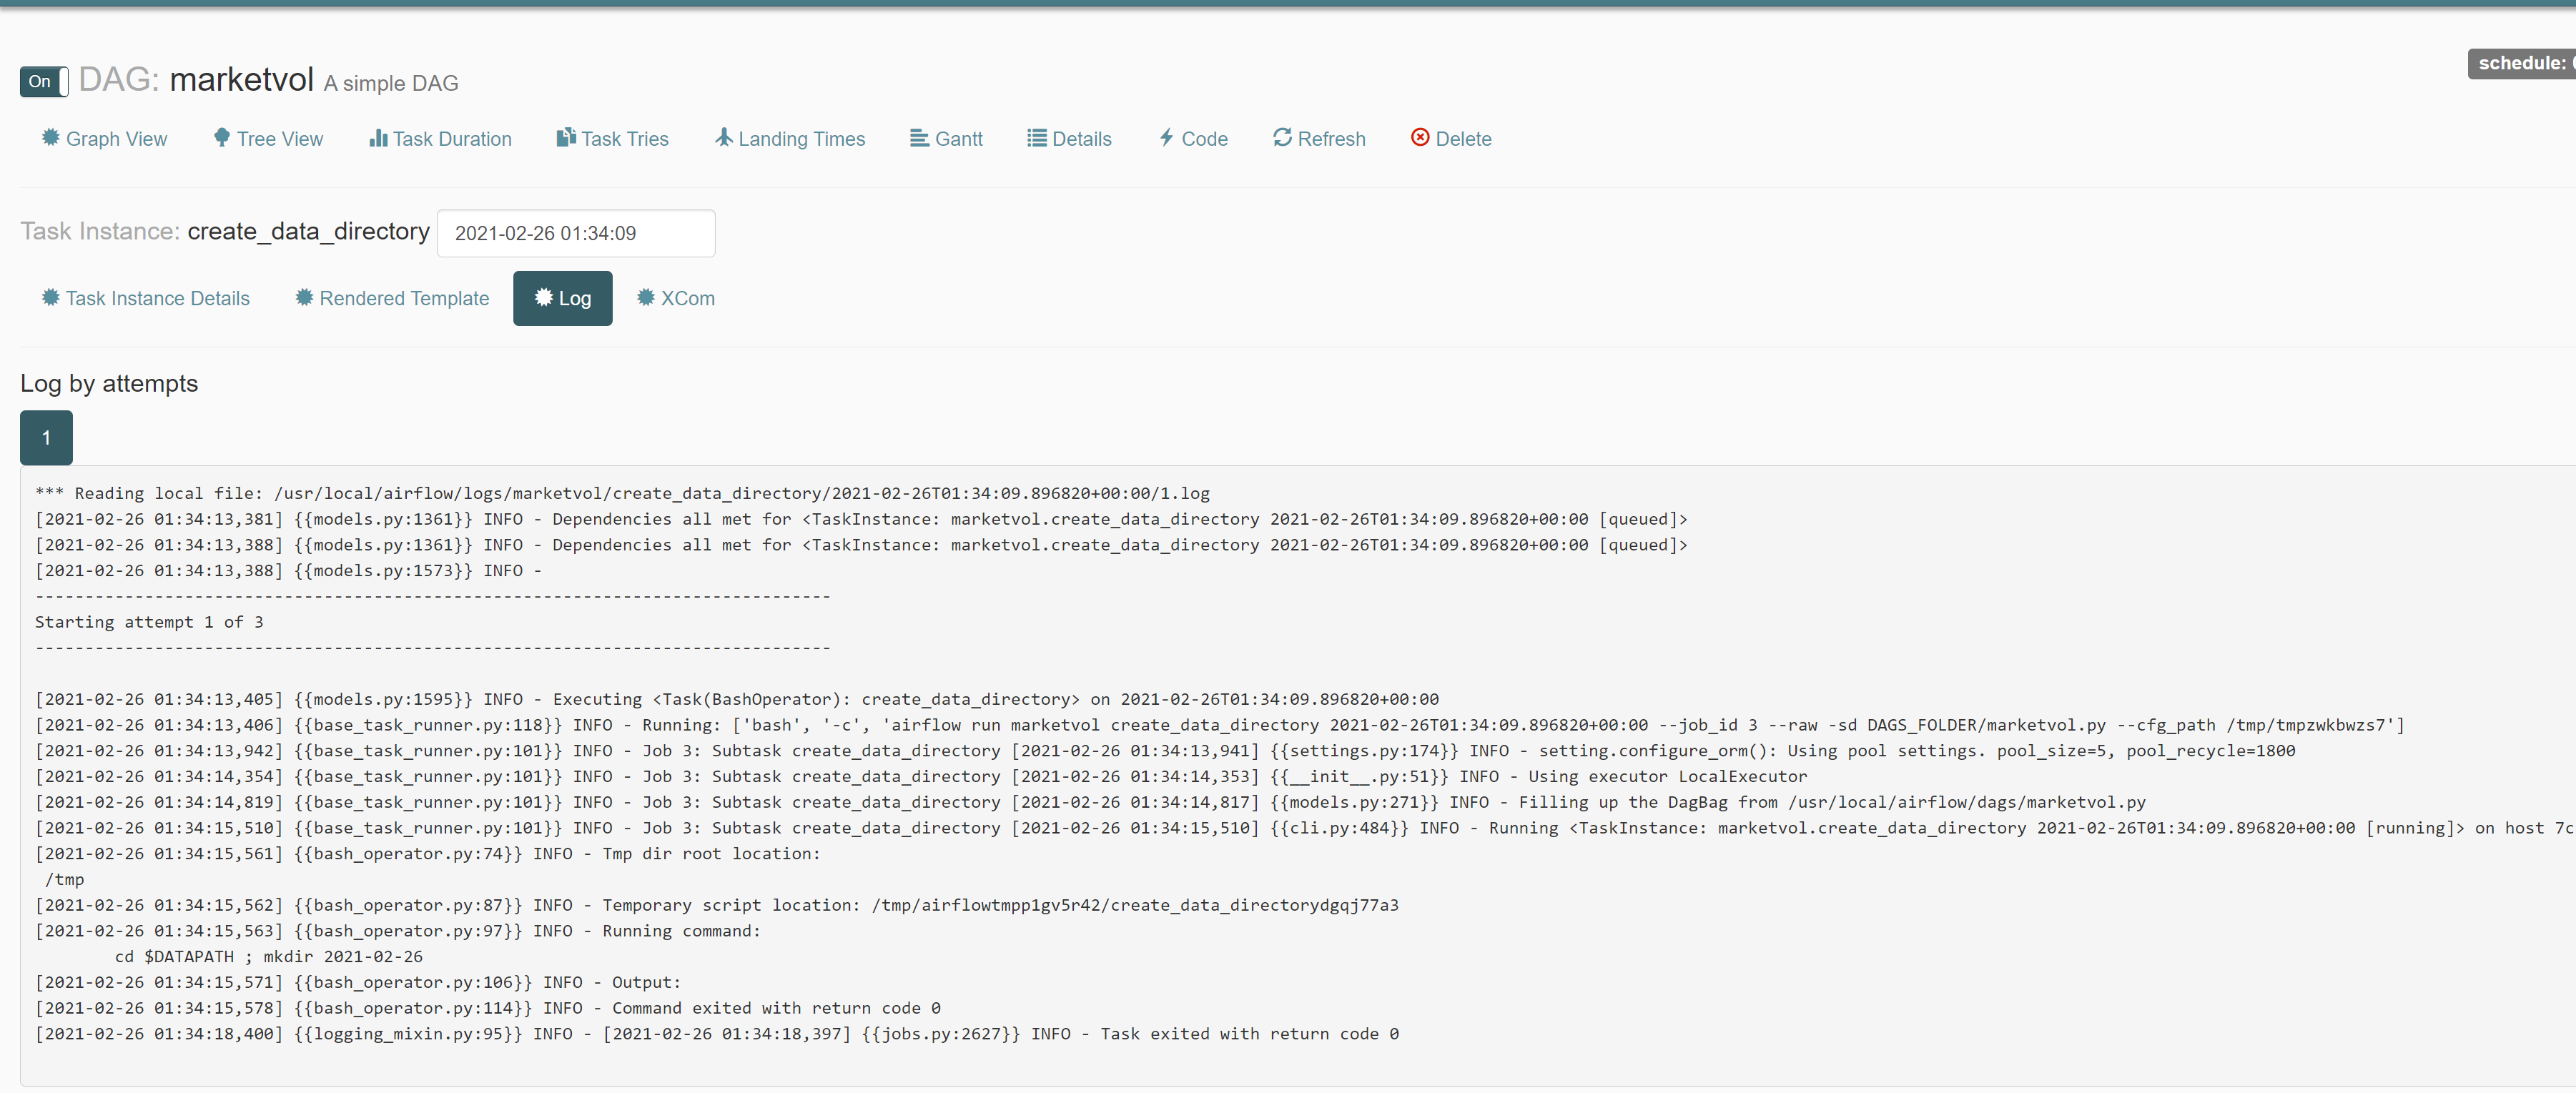 On DAG: marketvol A simple DAG
schedule:
Graph View Tree View Task Duration Task Tries Landing Times Gantt Details Code Refresh Delete
Task Instance: create_data_directory 2021-02-26 01:34:09
Task Instance Details Rendered Template Log XCom
Log by attempts
1
*** Reading local file: /usr/local/airflow/logs/marketvol/create_data_directory/2021-02-26T01:34:09.896820+00:00/1.log
[2021-02-26 01:34:13,381] {{models.py:1361}} INFO - Dependencies all met for <TaskInstance: marketvol.create_data_directory 2021-02-26T01:34:09.896820+00:00 [queued]>
[2021-02-26 01:34:13,388] {{models.py:1361}} INFO - Dependencies all met for <TaskInstance: marketvol.create_data_directory 2021-02-26T01:34:09.896820+00:00 [queued]>
[2021-02-26 01:34:13,388] {{models.py:1573}} INFO -
--------------------------------------------------------------------------------
Starting attempt 1 of 3
--------------------------------------------------------------------------------
[2021-02-26 01:34:13,405] {{models.py:1595}} INFO - Executing <Task(BashOperator): create_data_directory> on 2021-02-26T01:34:09.896820+00:00
[2021-02-26 01:34:13,406] {{base_task_runner.py:118}} INFO - Running: ['bash', '-c', 'airflow run marketvol create_data_directory 2021-02-26T01:34:09.896820+00:00 --job_id 3 --raw -sd DAGS_FOLDER/marketvol.py --cfg_path /tmp/tmpzwkbwzs7']
[2021-02-26 01:34:13,942] {{base_task_runner.py:101}} INFO - Job 3: Subtask create_data_directory [2021-02-26 01:34:13,941] {{settings.py:174}} INFO - setting.configure_orm(): Using pool settings. pool_size=5, pool_recycle=1800
[2021-02-26 01:34:14,354] {{base_task_runner.py:101}} INFO - Job 3: Subtask create_data_directory [2021-02-26 01:34:14,353] {{__init__.py:51}} INFO - Using executor LocalExecutor
[2021-02-26 01:34:14,819] {{base_task_runner.py:101}} INFO - Job 3: Subtask create_data_directory [2021-02-26 01:34:14,817] {{models.py:271}} INFO - Filling up the DagBag from /usr/local/airflow/dags/marketvol.py
[2021-02-26 01:34:15,510] {{base_task_runner.py:101}} INFO - Job 3: Subtask create_data_directory [2021-02-26 01:34:15,510] {{cli.py:484}} INFO - Running <TaskInstance: marketvol.create_data_directory 2021-02-26T01:34:09.896820+00:00 [running]> on host 7c
[2021-02-26 01:34:15,561] {{bash_operator.py:74}} INFO - Tmp dir root location:
/tmp
[2021-02-26 01:34:15,562] {{bash_operator.py:87}} INFO - Temporary script location: /tmp/airflowtmpp1gv5r42/create_data_directorydgqj77a3
[2021-02-26 01:34:15,563] {{bash_operator.py:97}} INFO - Running command:
cd $DATAPATH ; mkdir 2021-02-26
[2021-02-26 01:34:15,571] {{bash_operator.py:106}} INFO - Output:
[2021-02-26 01:34:15,578] {{bash_operator.py:114}} INFO - Command exited with return code 0
[2021-02-26 01:34:18,400] {{logging_mixin.py:95}} INFO - [2021-02-26 01:34:18,397] {{jobs.py:2627}} INFO - Task exited with return code 0